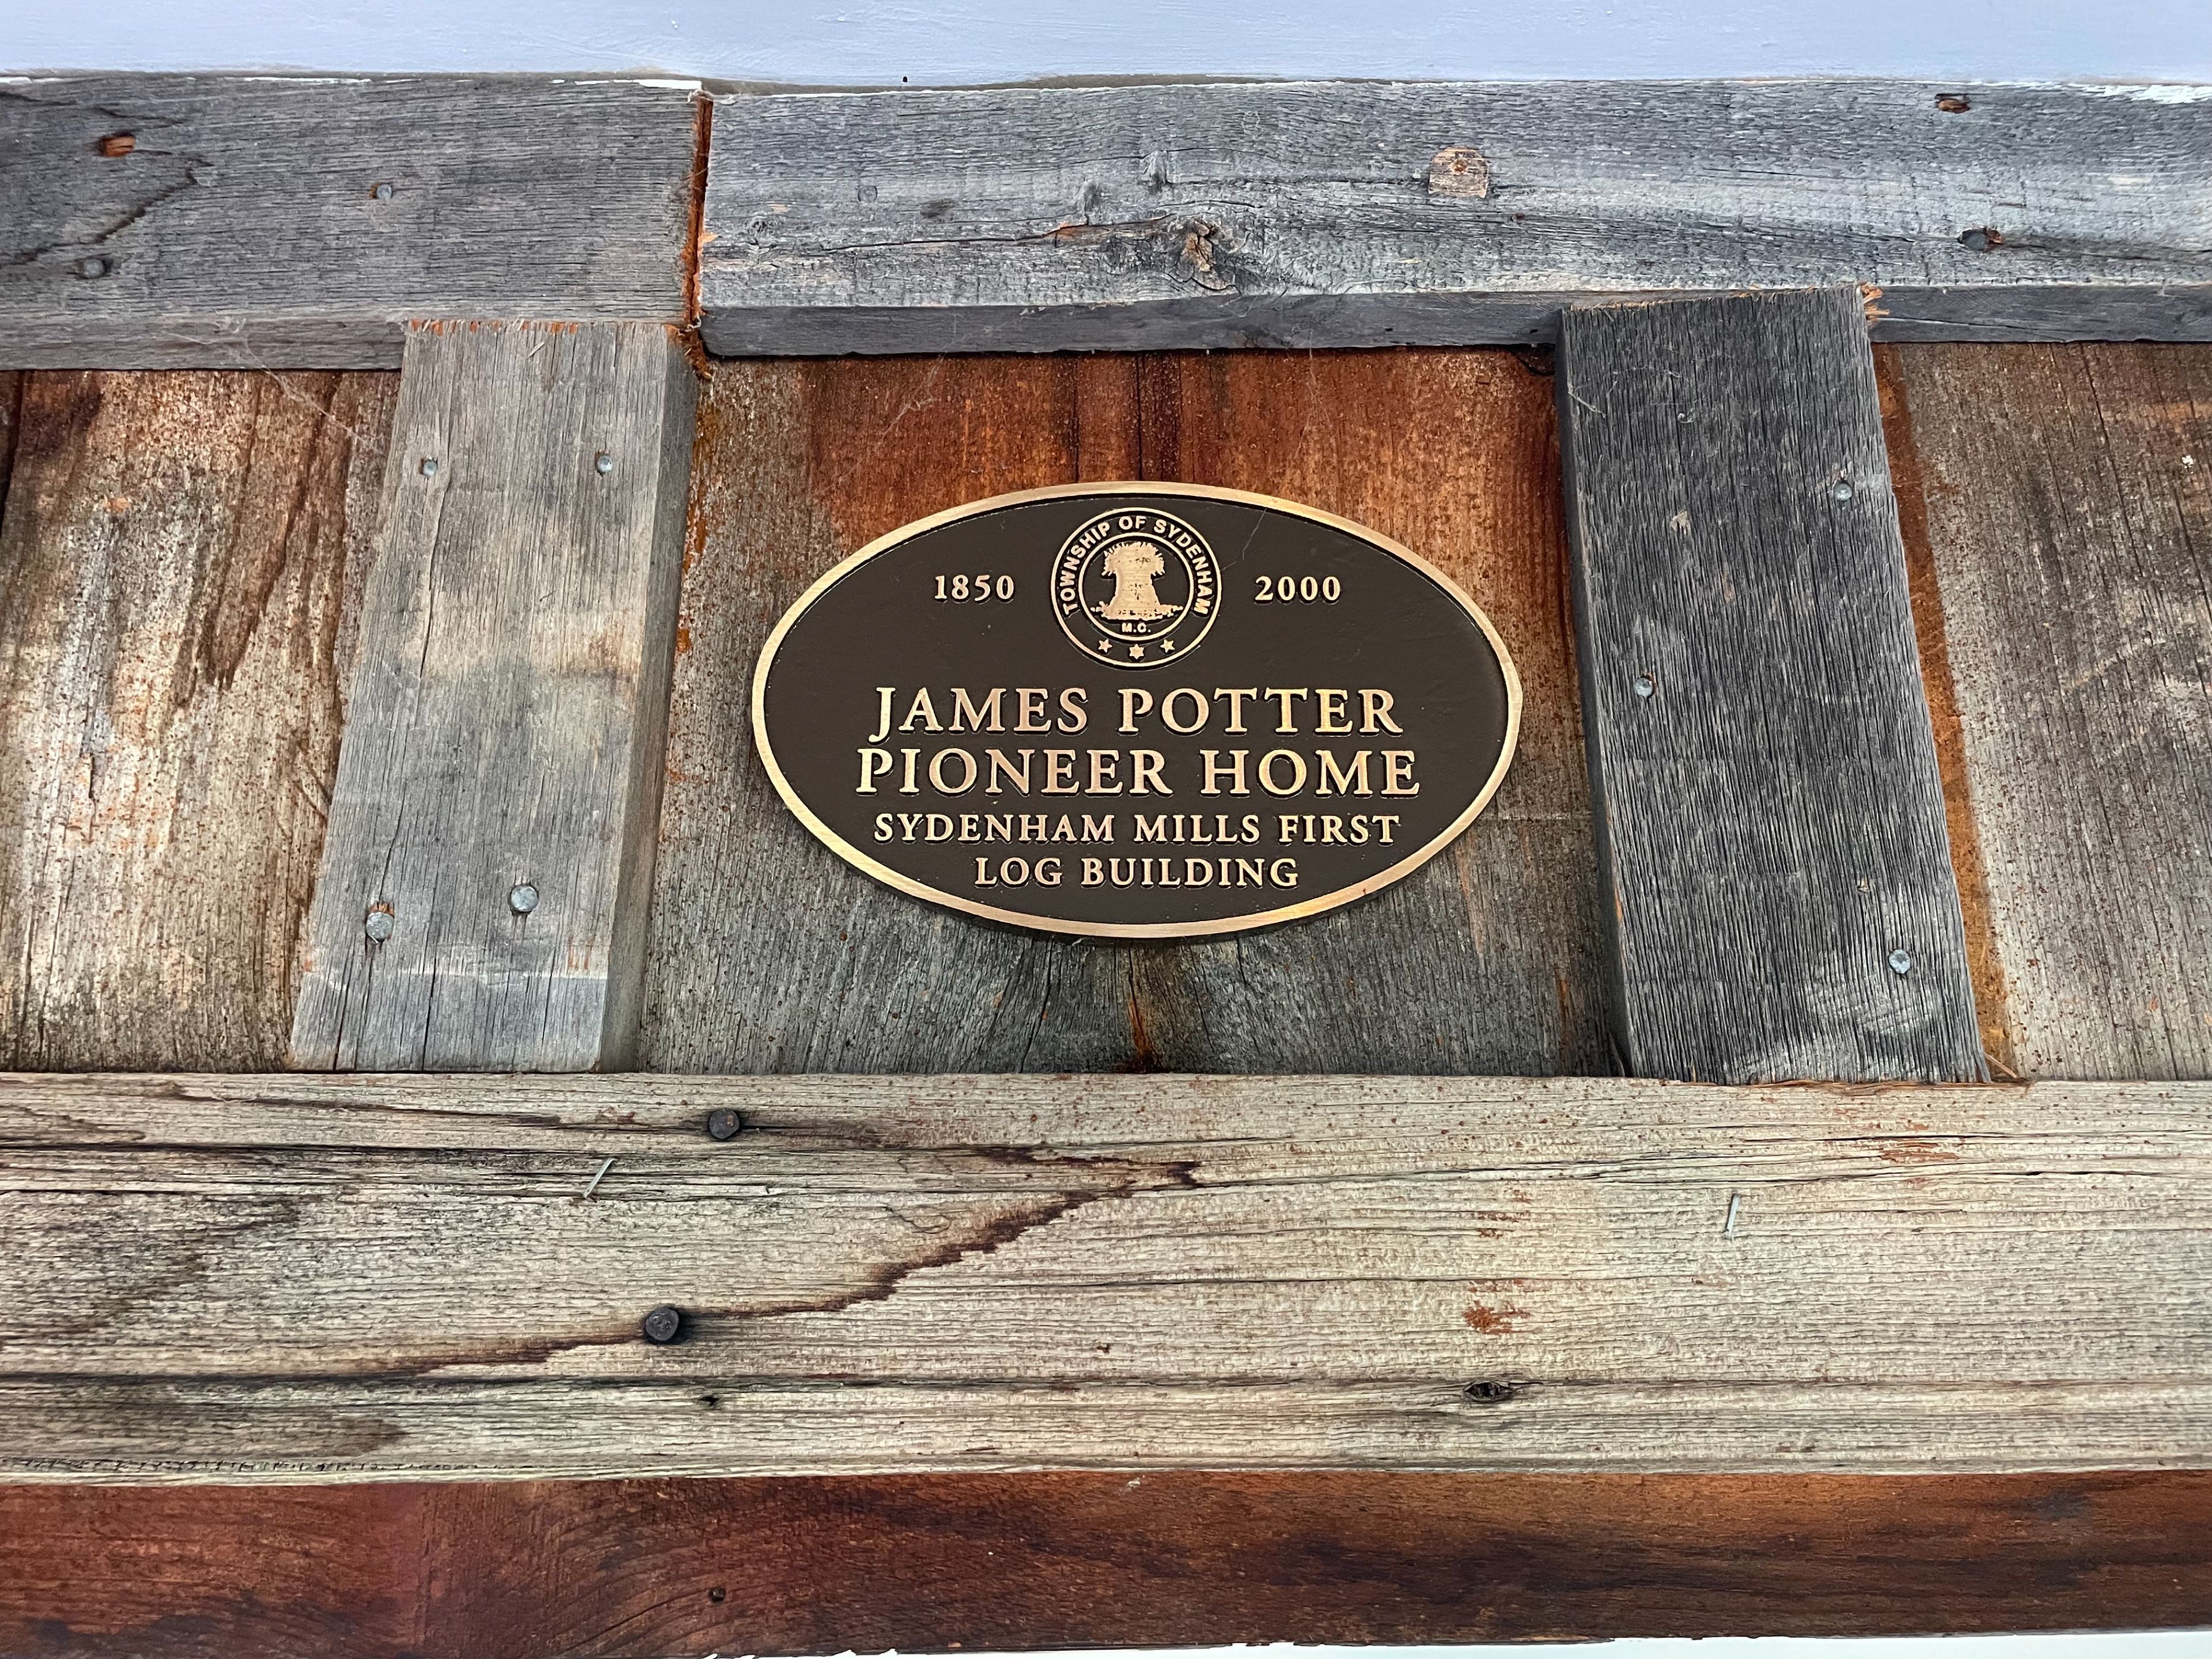 TOWNSHIP OF SYDENHAM
1850 2000
M.C.
JAMES POTTER
PIONEER HOME
SYDENHAM MILLS FIRST
LOG BUILDING